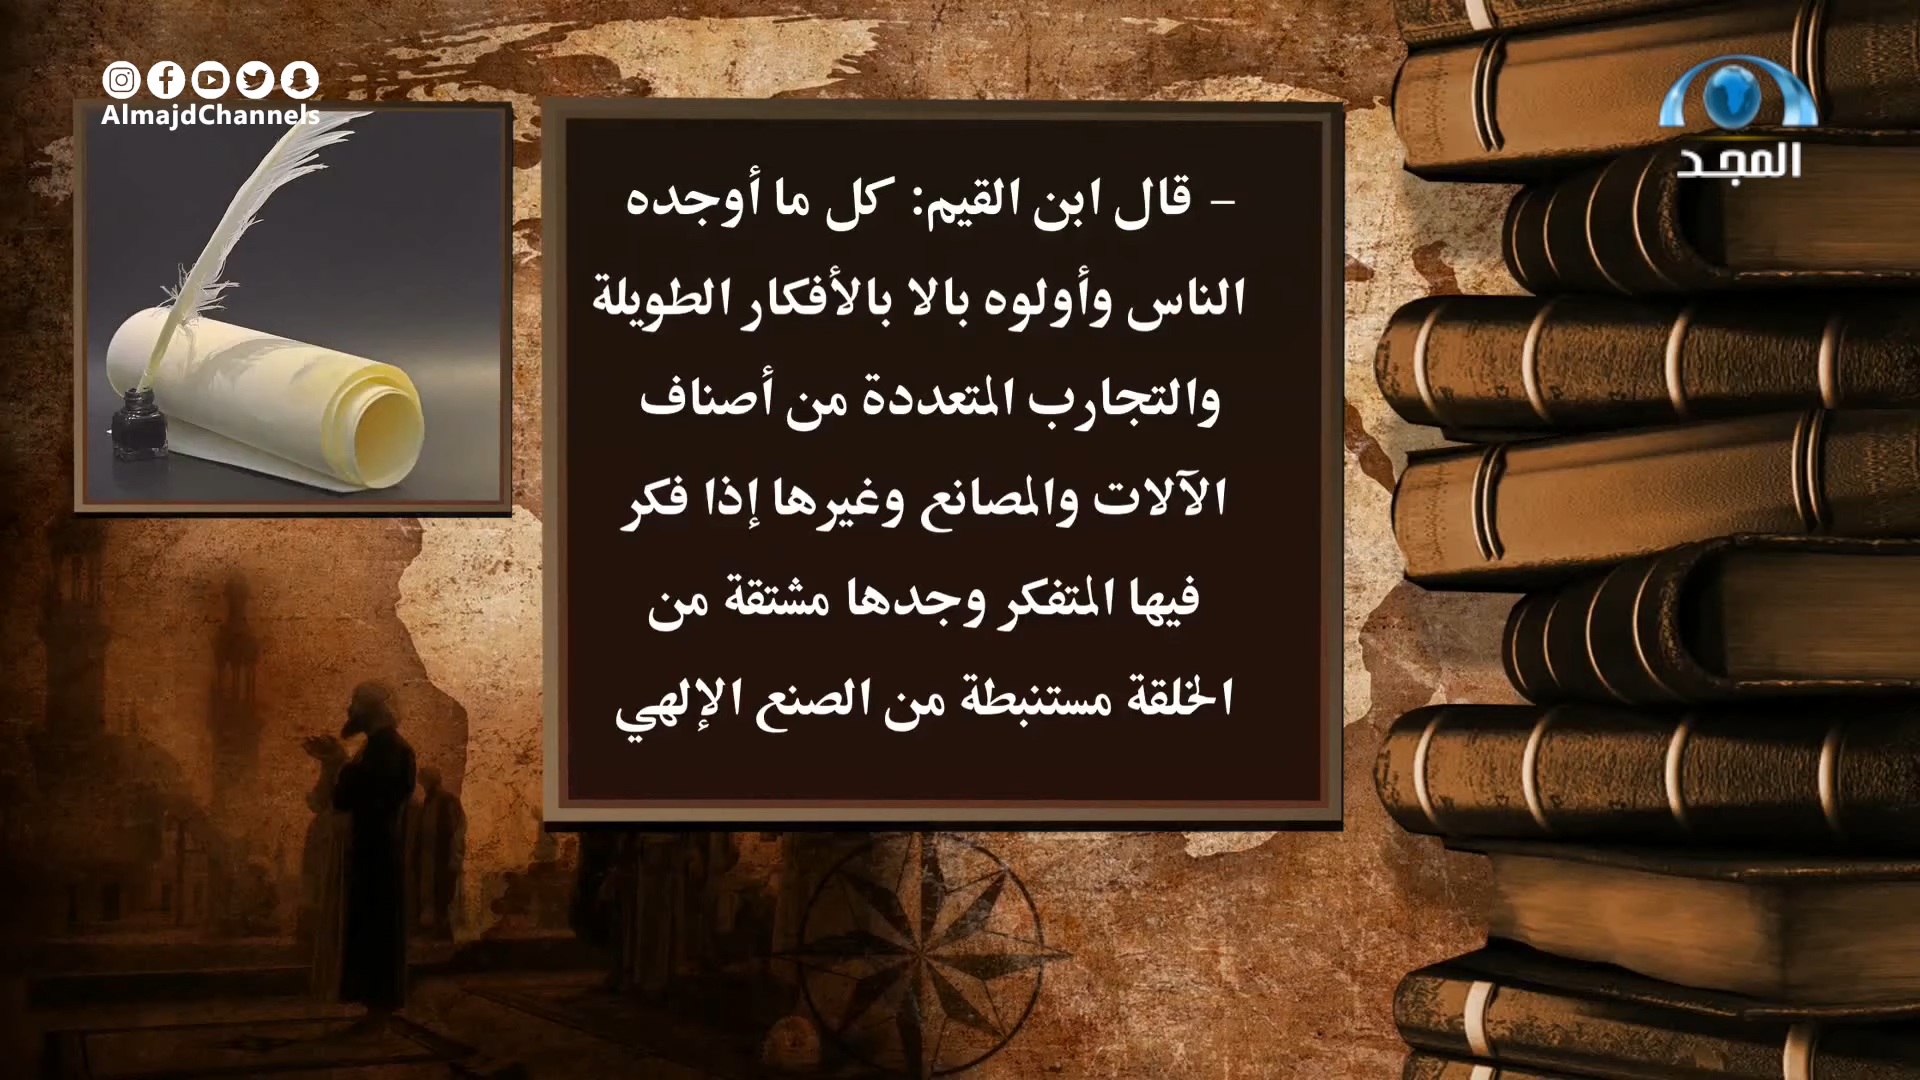 AlmajdChannels
المجد
- قال ابن القيم: كل ما أوجده
الناس وأولوه بالا بالأفكار الطويلة
والتجارب المتعددة من أصناف
الآلات والمصانع وغيرها إذا فكر
فيها المتفكر وجدها مشتقة من
الخلقة مستنبطة من الصنع الإلهي